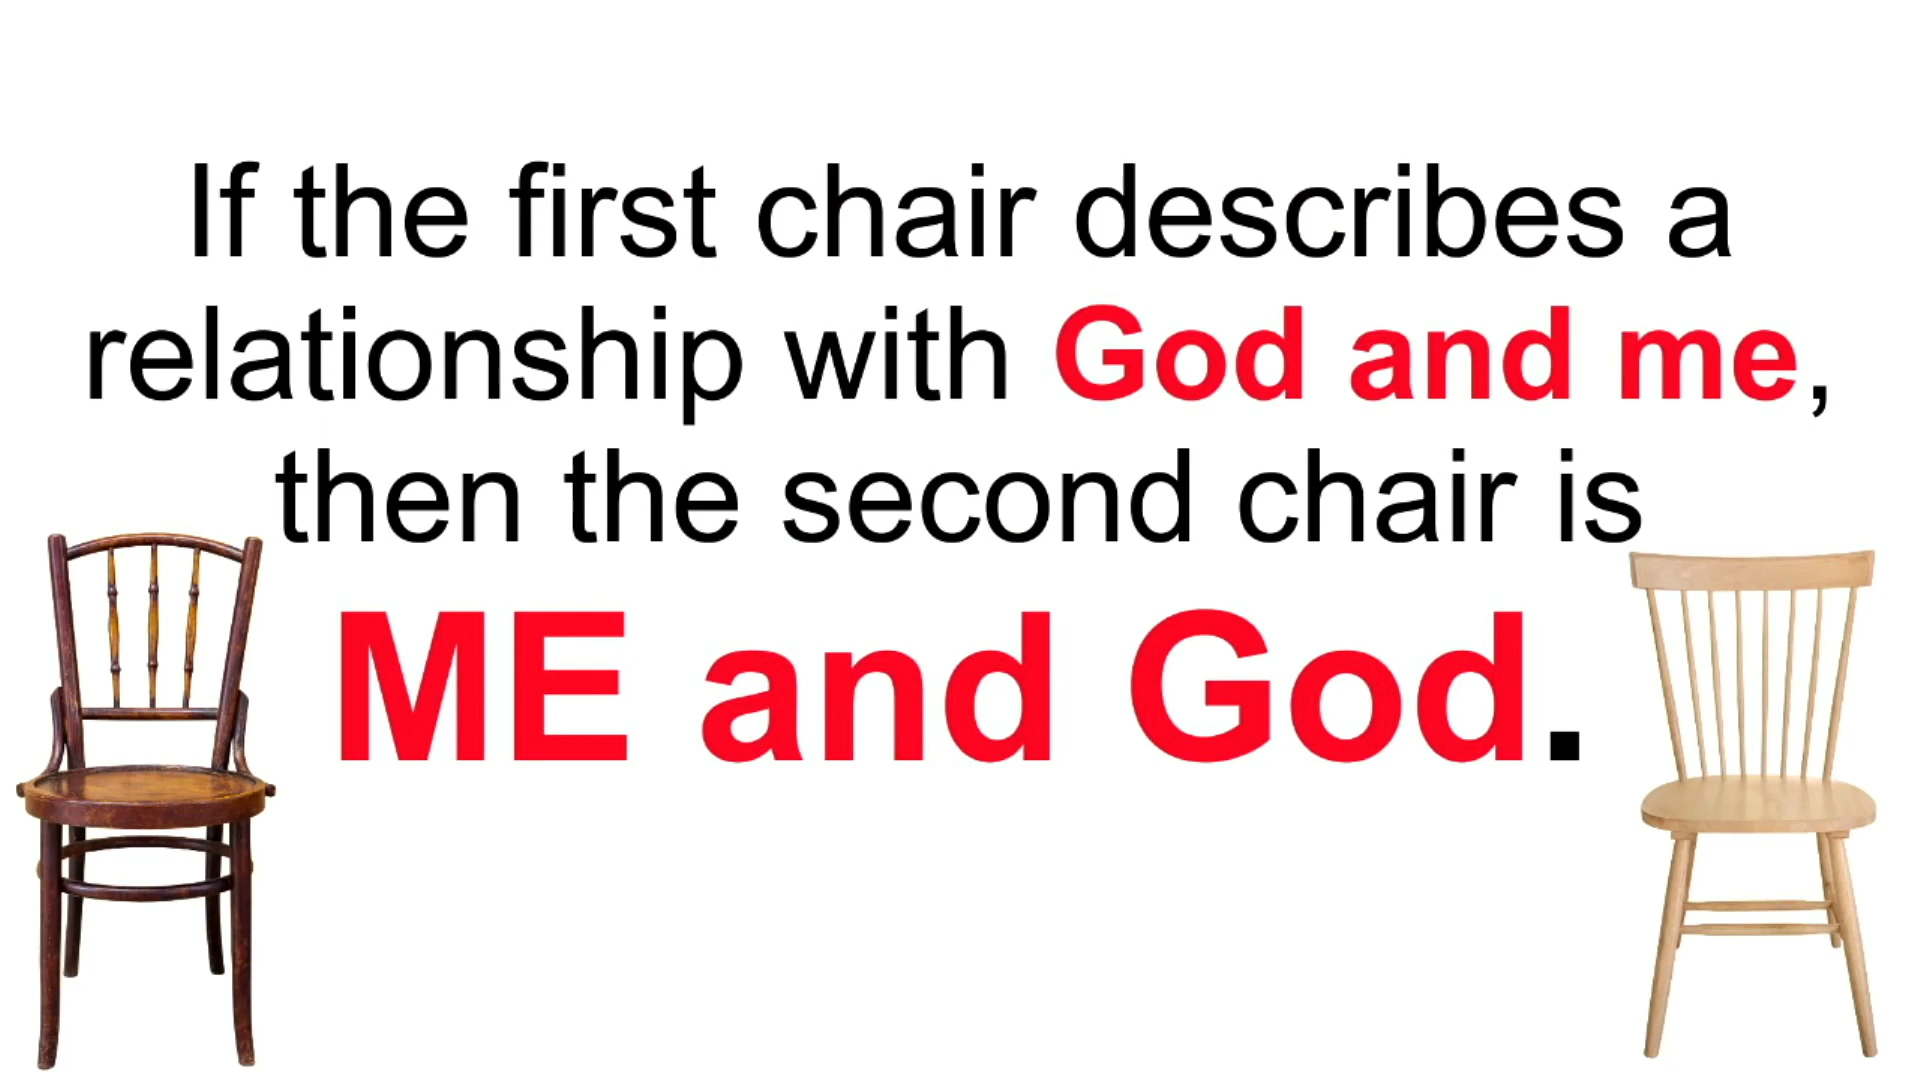 If the first chair describes a
relationship with God and me,
then the second chair is
ME and God.